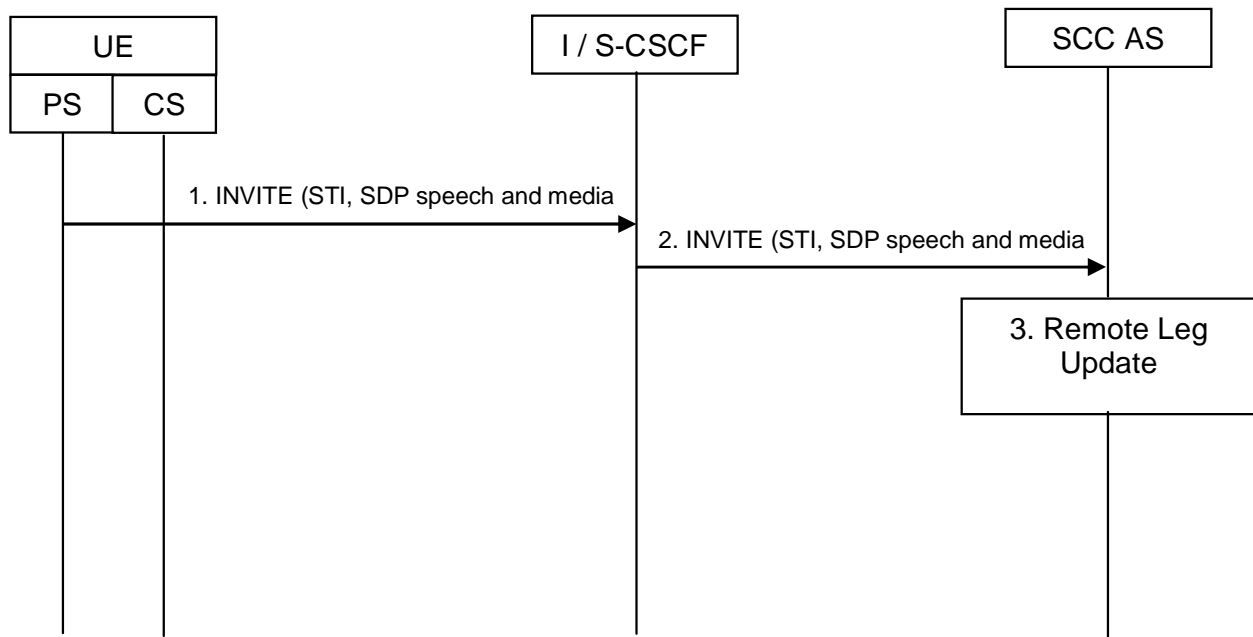 UE
I / S-CSCF
SCC AS
PS
CS
1. INVITE (STI, SDP speech and media
2. INVITE (STI, SDP speech and media
3. Remote Leg
Update